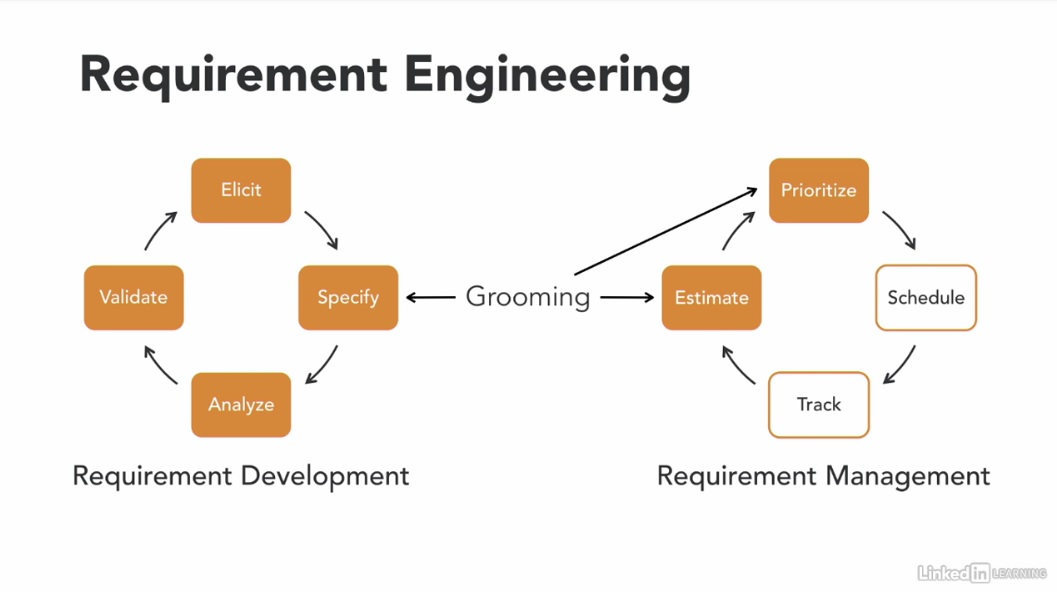 Requirement Engineering
Elicit
Validate
Specify
Analyze
Requirement Development
Grooming
Prioritize
Estimate
Schedule
Track
Requirement Management
Linked in LEARNING